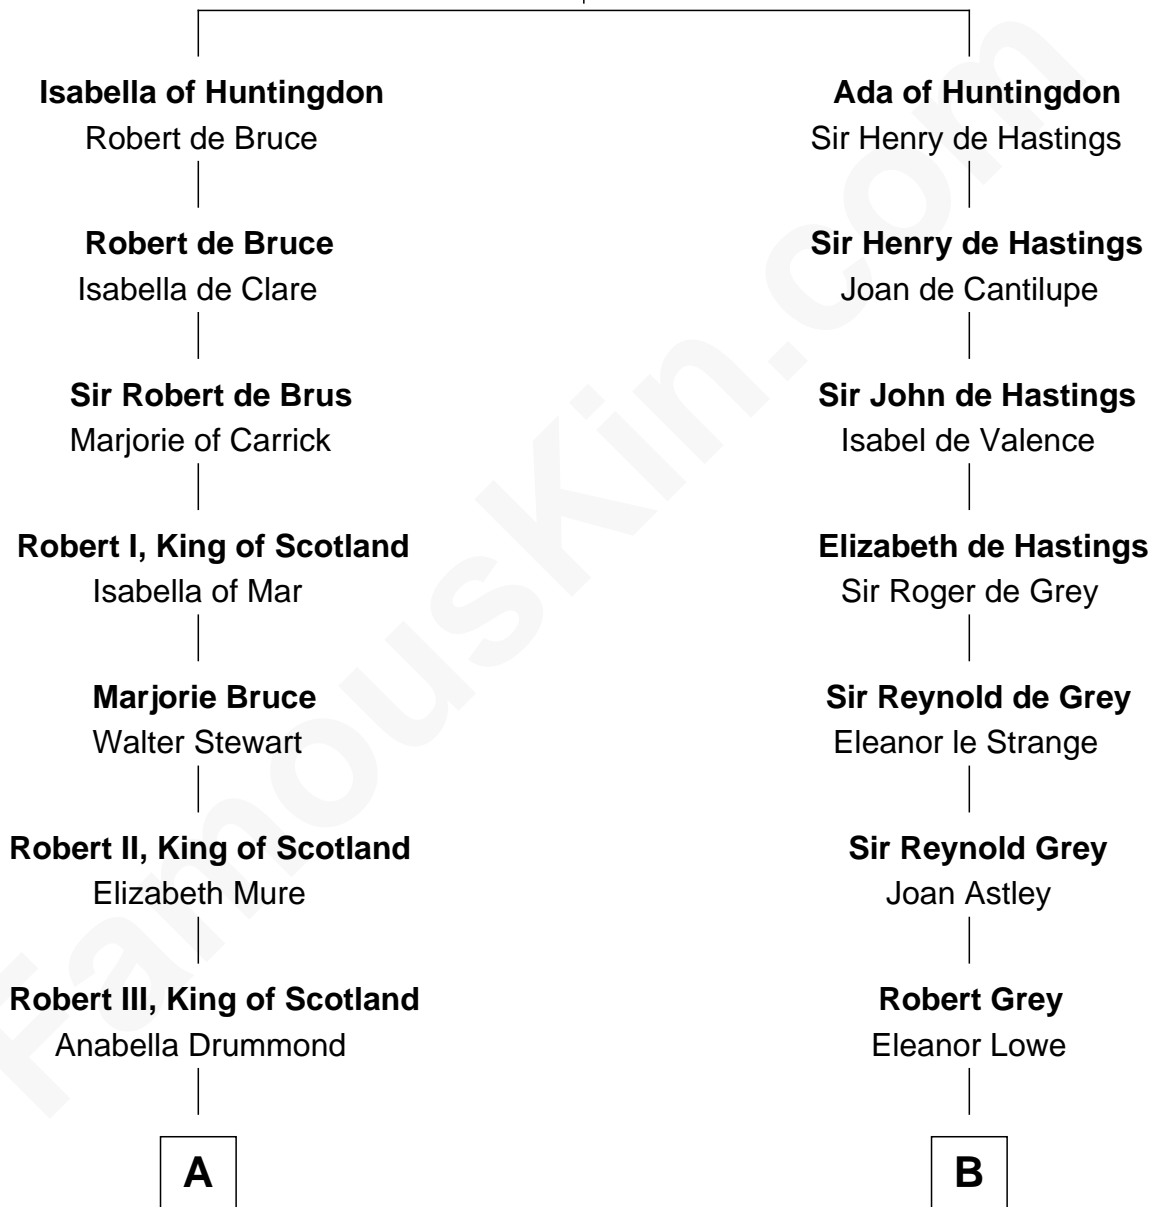 Isabella of Huntingdon
Robert de Bruce
Robert de Bruce
Isabella de Clare
Sir Robert de Brus
Marjorie of Carrick
Robert I, King of Scotland
Isabella of Mar
Marjorie Bruce
Walter Stewart
Robert II, King of Scotland
Elizabeth Mure
Robert III, King of Scotland
Anabella Drummond
A
Ada of Huntingdon
Sir Henry de Hastings
Sir Henry de Hastings
Joan de Cantilupe
Sir John de Hastings
Isabel de Valence
Elizabeth de Hastings
Sir Roger de Grey
Sir Reynold de Grey
Eleanor le Strange
Sir Reynold Grey
Joan Astley
Robert Grey
Eleanor Lowe
B
FamousKin.com